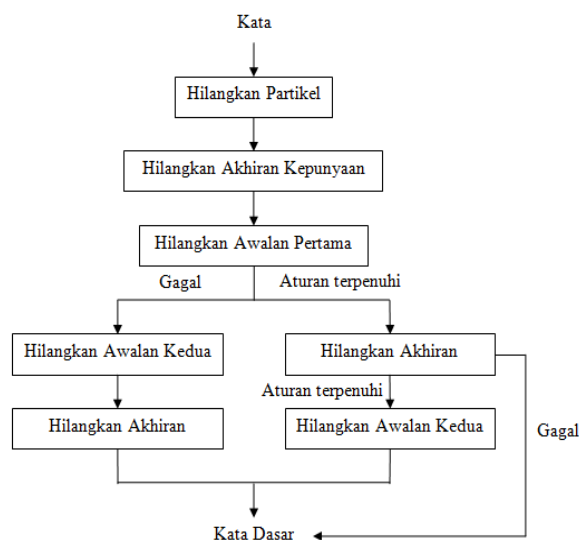 Kata
Hilangkan Partikel
Hilangkan Akhiran Kepunyaan
Hilangkan Awalan Pertama
Gagal
Aturan terpenuhi
Hilangkan Awalan Kedua
Hilangkan Akhiran
Aturan terpenuhi
Hilangkan Akhiran
Hilangkan Awalan Kedua
Gagal
Kata Dasar